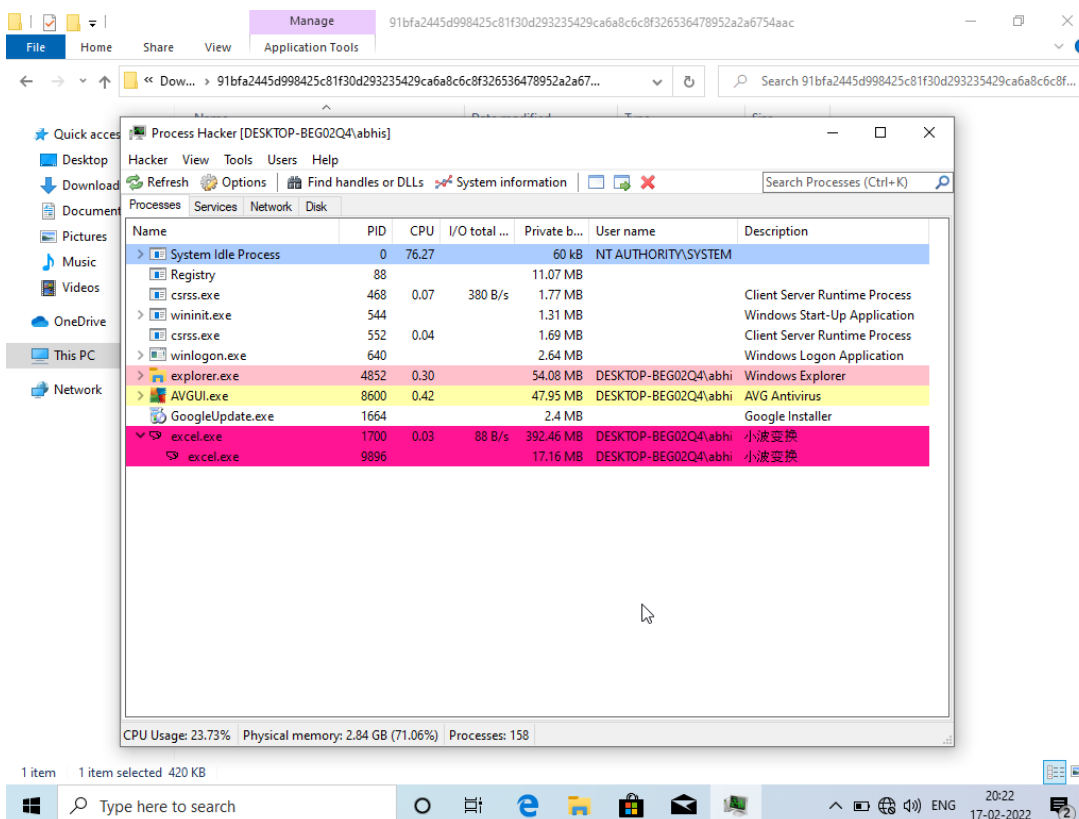 Manage
91bfa2445d998425c81f30d293235429ca6a8c6c8f326536478952a2a6754aac
File Home Share View Application Tools
« Dow... > 91bfa2445d998425c81f30d293235429ca6a8c6c8f326536478952a2a67...
Search 91bfa2445d998425c81f30d293235429ca6a8c6c8f...
Quick acces
Desktop
Download
Document
Pictures
Music
Videos
OneDrive
This PC
Network
Process Hacker [DESKTOP-BEG02Q4\abhis]
Hacker View Tools Users Help
Refresh Options Find handles or DLLs System information Search Processes (Ctrl+K)
Processes Services Network Disk
Name PID CPU I/O total ... Private b... User name Description
System Idle Process 0 76.27 60 kB NT AUTHORITY\SYSTEM
Registry 88 11.07 MB
csrss.exe 468 0.07 380 B/s 1.77 MB Client Server Runtime Process
wininit.exe 544 1.31 MB Windows Start-Up Application
csrss.exe 552 0.04 1.69 MB Client Server Runtime Process
winlogon.exe 640 2.64 MB Windows Logon Application
explorer.exe 4852 0.30 54.08 MB DESKTOP-BEG02Q4\abhi Windows Explorer
AVGUI.exe 8600 0.42 47.95 MB DESKTOP-BEG02Q4\abhi AVG Antivirus
GoogleUpdate.exe 1664 2.4 MB Google Installer
excel.exe 1700 0.03 88 B/s 392.46 MB DESKTOP-BEG02Q4\abhi 小波变换
excel.exe 9896 17.16 MB DESKTOP-BEG02Q4\abhi 小波变换
CPU Usage: 23.73% Physical memory: 2.84 GB (71.06%) Processes: 158
1 item 1 item selected 420 KB
Type here to search
ENG
20:22
17-02-2022
2